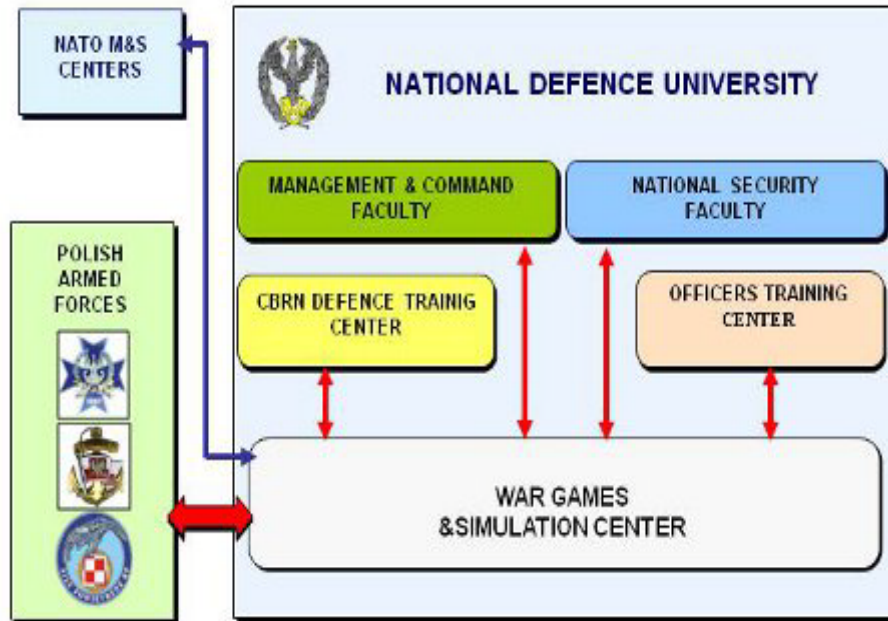 NATO M&S
CENTERS
NATIONAL DEFENCE UNIVERSITY
MANAGEMENT & COMMAND
FACULTY
NATIONAL SECURITY
FACULTY
POLISH
ARMED
FORCES
CBRN DEFENCE TRAINIG
CENTER
OFFICERS TRAINING
CENTER
WAR GAMES
&SIMULATION CENTER